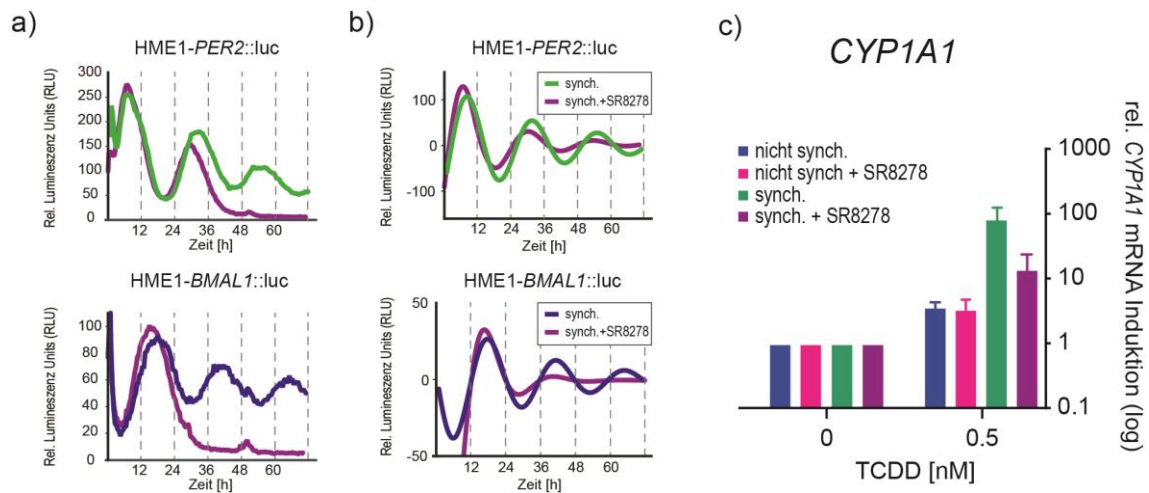 a)
HME1-PER2::luc
Rel. Lumineszenz Units (RLU)
300
250
200
150
100
50
0
12 24 36 48 60
Zeit [h]
HME1-BMAL1::luc
Rel. Lumineszenz Units (RLU)
100
80
60
40
20
0
12 24 36 48 60
Zeit [h]
b)
HME1-PER2::luc
synch.
synch.+SR8278
Rel. Lumineszenz Units (RLU)
100
0
-100
12 24 36 48 60
Zeit [h]
HME1-BMAL1::luc
synch.
synch.+SR8278
Rel. Lumineszenz Units (RLU)
50
0
-50
12 24 36 48 60
Zeit [h]
c)
CYP1A1
nicht synch.
nicht synch + SR8278
synch.
synch. + SR8278
1000
100
10
1
0.1
rel. CYP1A1 mRNA Induktion (log)
0 0.5
TCDD [nM]